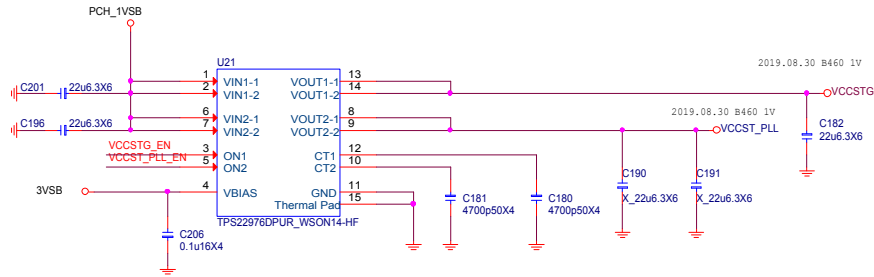 PCH_1VSB
U21
2019.08.30 B460 1V
C201
22u6.3X6
1
2
VIN1-1
VIN1-2
VOUT1-1
VOUT1-2
13
14
VCCSTG
2019.08.30 B460 1V
C196
22u6.3X6
6
7
VIN2-1
VIN2-2
VOUT2-1
VOUT2-2
8
9
VCCST_PLL
C182
22u6.3X6
VCCSTG_EN
VCCST_PLL_EN
3
5
ON1
ON2
CT1
CT2
12
10
3VSB
4
VBIAS
GND
Thermal Pad
11
15
C181
4700p50X4
C180
4700p50X4
C190
X_22u6.3X6
C191
X_22u6.3X6
TPS22976DPUR_WSON14-HF
C206
0.1u16X4